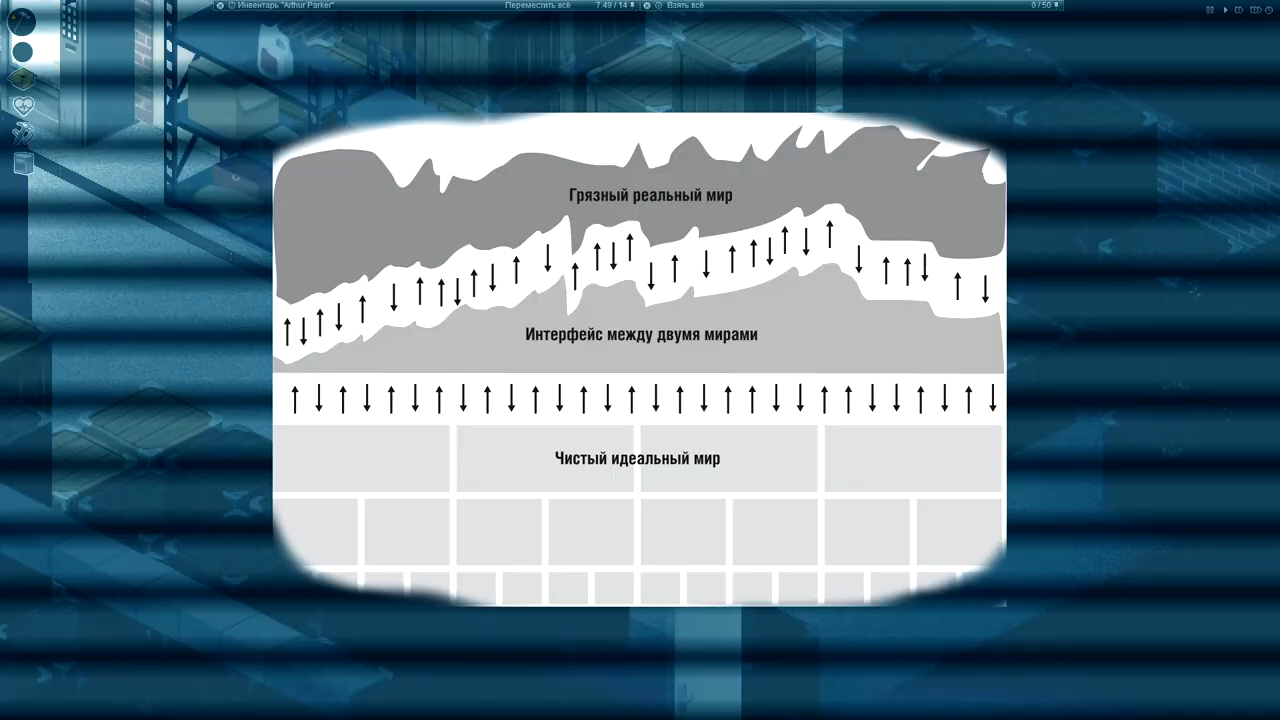 Инвентарь "Arthur Parker" Переместить всё 7.49 / 14 Взять всё 0 / 50
Грязный реальный мир
Интерфейс между двумя мирами
Чистый идеальный мир